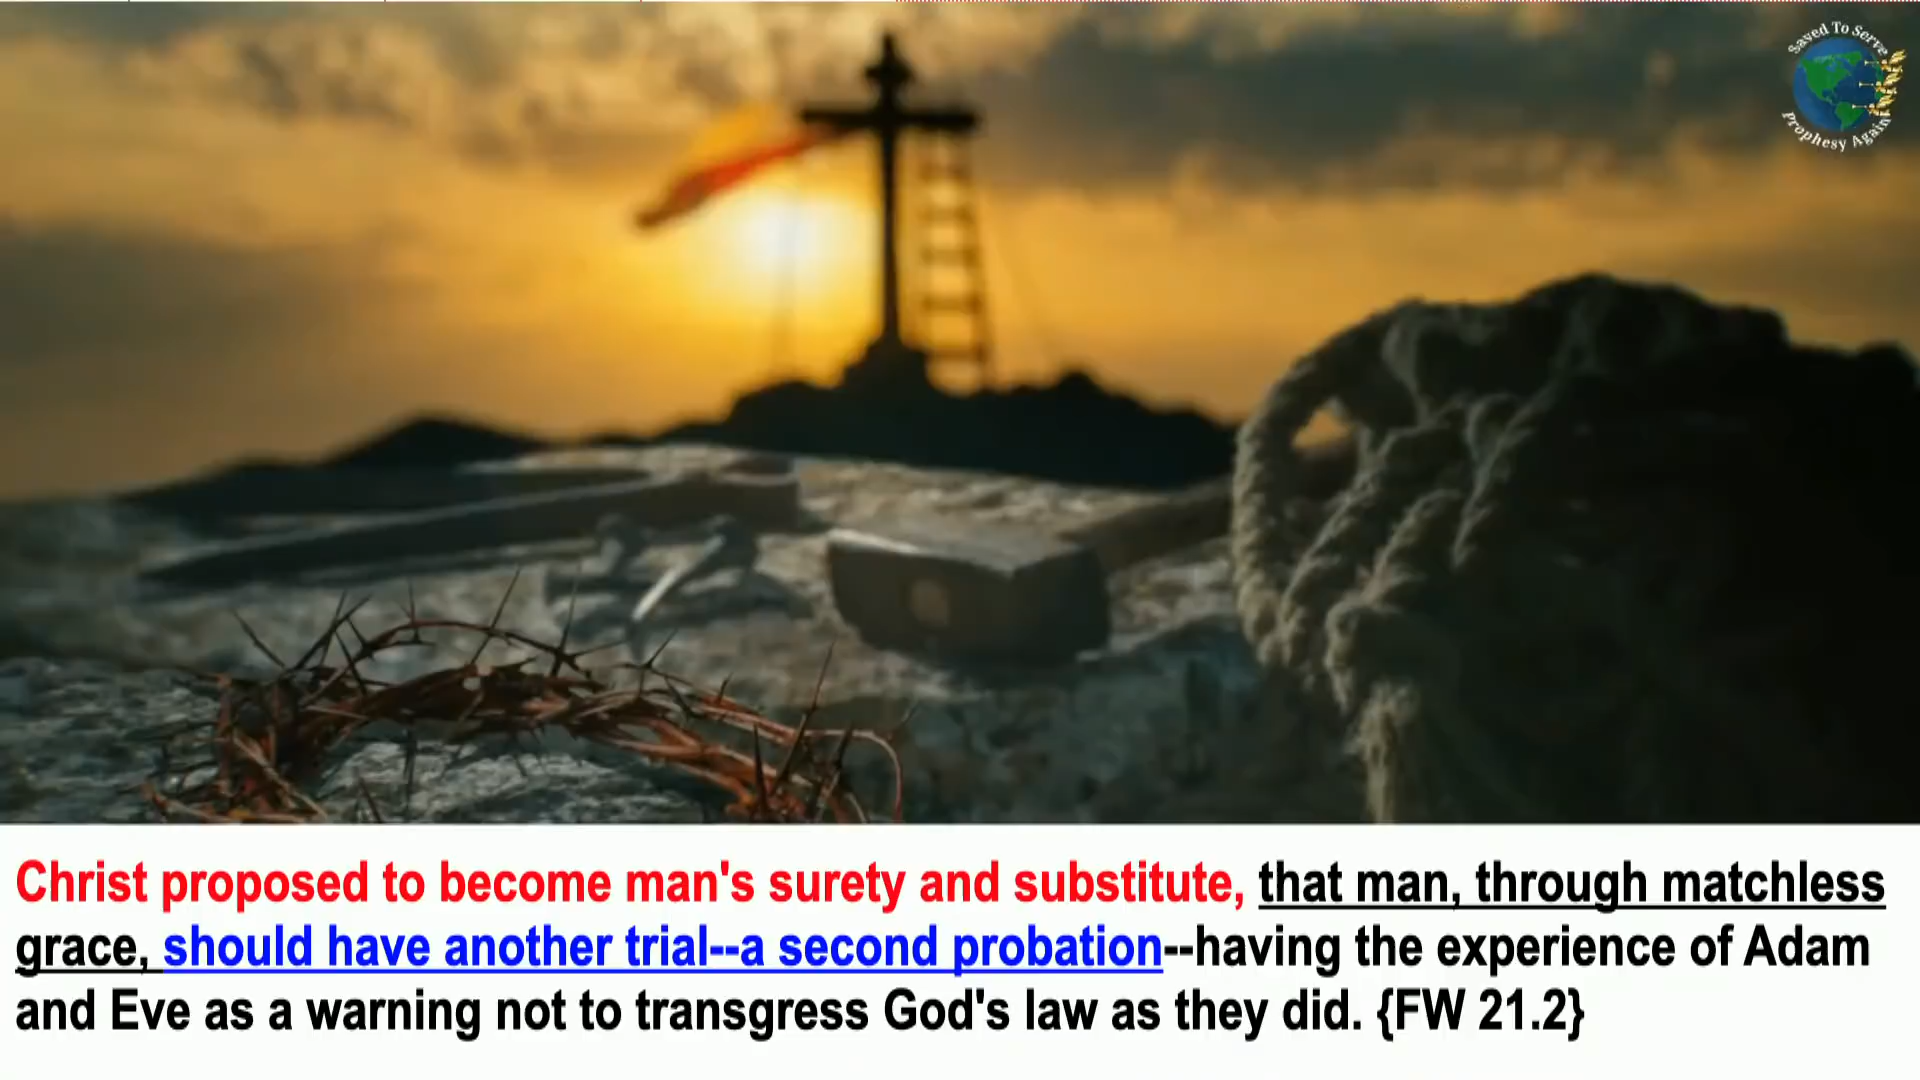 Saved To Serve
Prophesy Again
Christ proposed to become man's surety and substitute, that man, through matchless
grace, should have another trial--a second probation--having the experience of Adam
and Eve as a warning not to transgress God's law as they did. {FW 21.2}